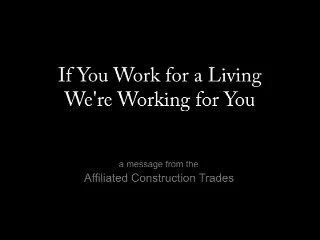 If You Work for a Living
We're Working for You
a message from the
Affiliated Construction Trades